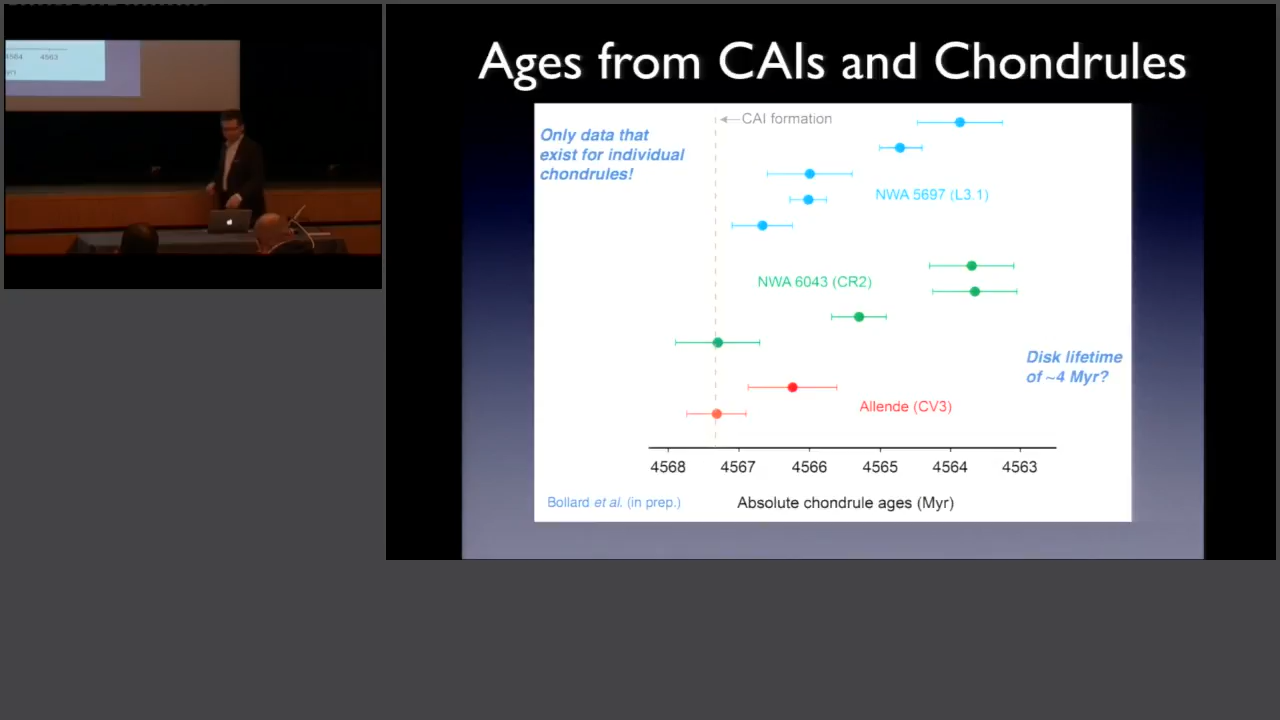 4564 4563
Ages from CAIs and Chondrules
Only data that
exist for individual
chondrules!
CAI formation
NWA 5697 (L3.1)
NWA 6043 (CR2)
Disk lifetime
of ~4 Myr?
Allende (CV3)
4568 4567 4566 4565 4564 4563
Bollard et al. (in prep.)
Absolute chondrule ages (Myr)